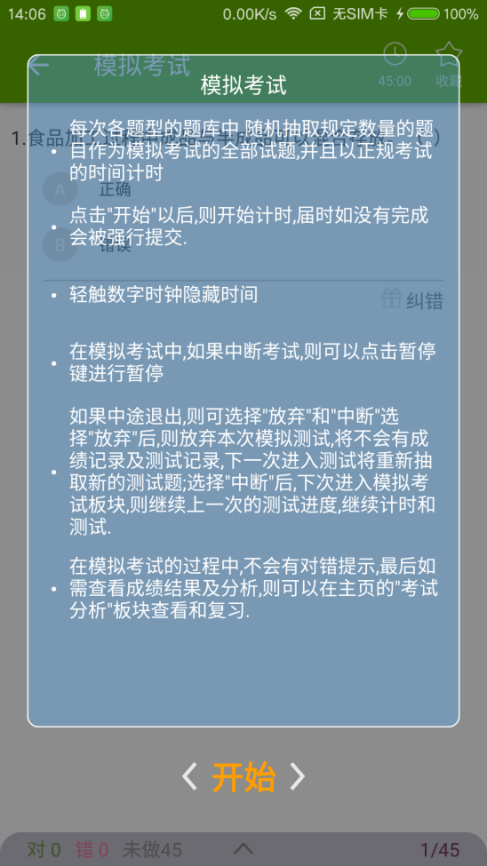 14:06 0.00K/s 无SIM卡 100%
模拟考试 45:00 收藏
模拟考试
1.食品加
每次各题型的题库中,随机抽取规定数量的题
目作为模拟考试的全部试题,并且以正规考试
的时间计时
A 正确
点击"开始"以后,则开始计时,届时如没有完成
会被强行提交.
B 错误
轻触数字时钟隐藏时间
纠错
在模拟考试中,如果中断考试,则可以点击暂停
键进行暂停
如果中途退出,则可选择"放弃"和"中断"选
择"放弃"后,则放弃本次模拟测试,将不会有成
绩记录及测试记录,下一次进入测试将重新抽
取新的测试题;选择"中断"后,下次进入模拟考
试板块,则继续上一次的测试进度,继续计时和
测试.
在模拟考试的过程中,不会有对错提示,最后如
需查看成绩结果及分析,则可以在主页的"考试
分析"板块查看和复习.
开始
对 0 错 0 未做45 1/45